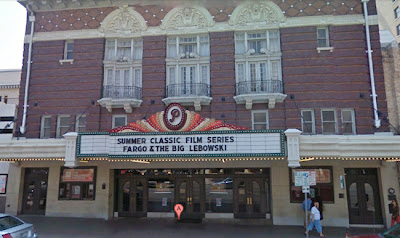 SUMMER CLASSIC FILM SERIES
FARGO & THE BIG LEBOWSKI
A